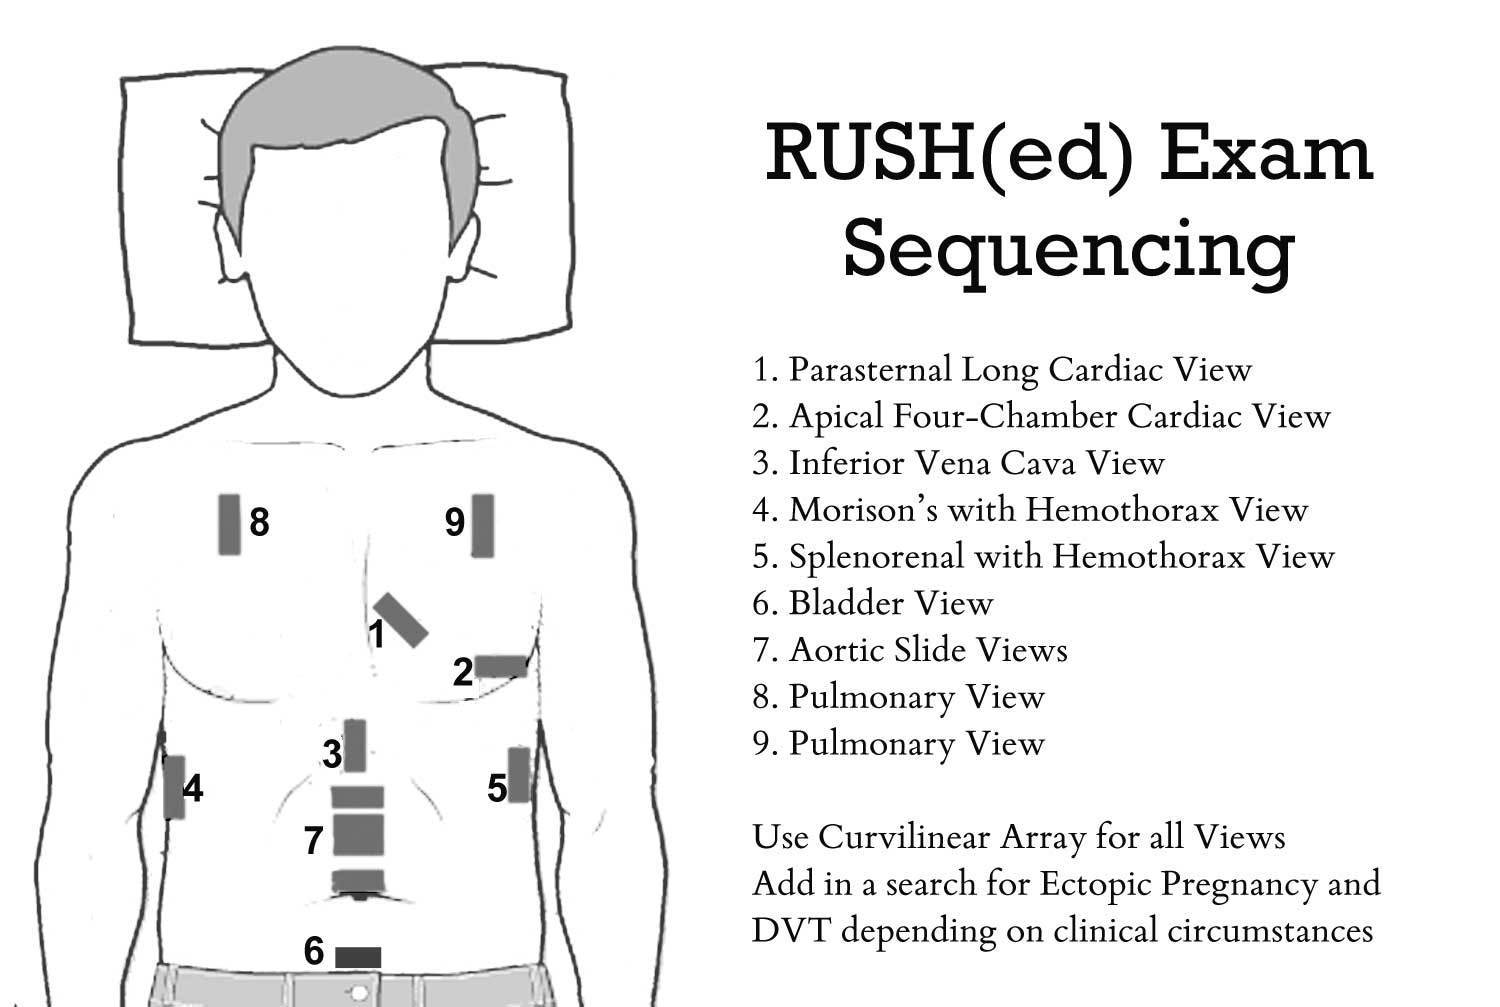 RUSH(ed) Exam
Sequencing
1. Parasternal Long Cardiac View
2. Apical Four-Chamber Cardiac View
3. Inferior Vena Cava View
4. Morison’s with Hemothorax View
5. Splenorenal with Hemothorax View
6. Bladder View
7. Aortic Slide Views
8. Pulmonary View
9. Pulmonary View
Use Curvilinear Array for all Views
Add in a search for Ectopic Pregnancy and
DVT depending on clinical circumstances
8
9
1
2
3
4
5
7
6